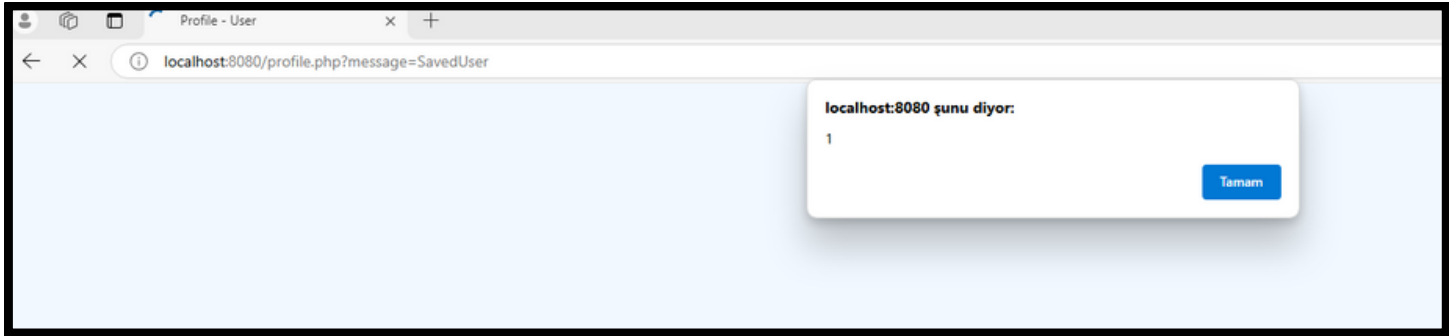 Profile - User
localhost:8080/profile.php?message=SavedUser
localhost:8080 şunu diyor:
1
Tamam